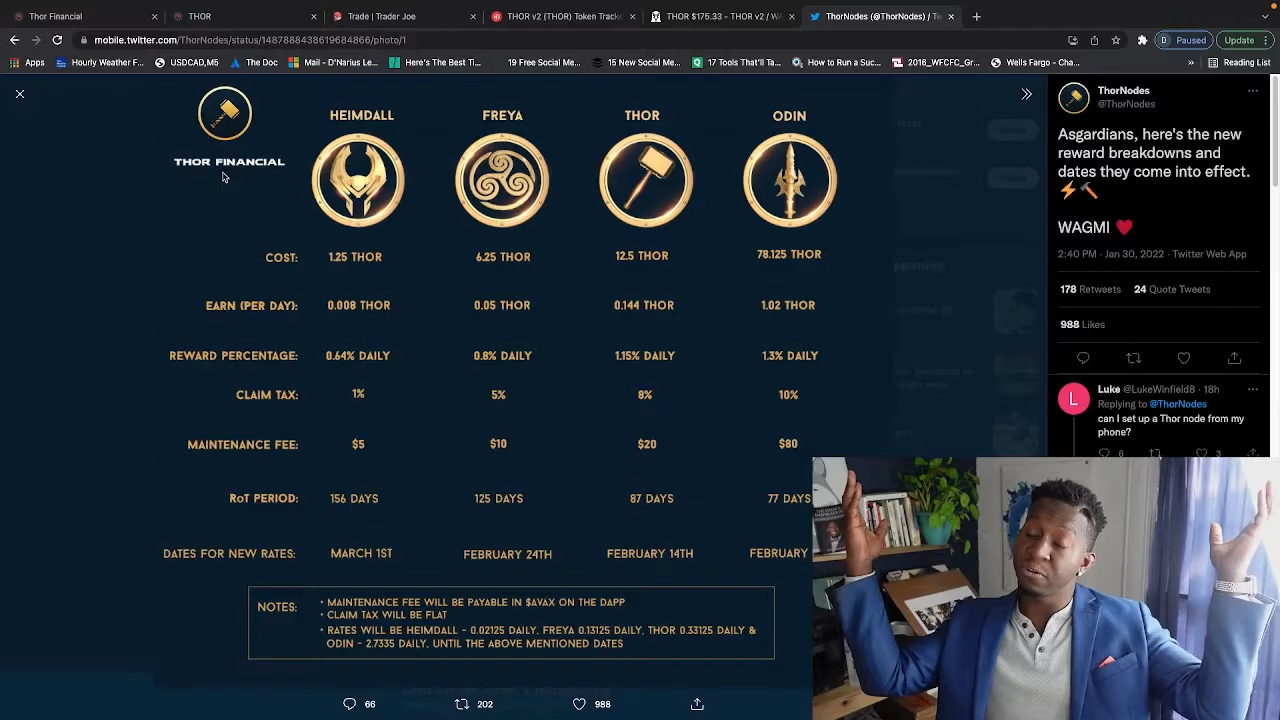 Thor Financial
THOR
Trade | Trader Joe
THOR v2 (THOR) Token Tracke
THOR $175.33 - THOR v2 / WA
ThorNodes (@ThorNodes) / Tw
mobile.twitter.com/ThorNodes/status/1487888438619684866/photo/1
D Paused
Update
Apps
Hourly Weather F...
USDCAD,M5
The Doc
Mail - D'Narius Le...
Here's The Best Ti...
19 Free Social Me...
15 New Social Me...
17 Tools That'll Ta...
How to Run a Suc...
2016_WFCFC_Gr...
Wells Fargo - Cha...
Reading List
THOR FINANCIAL
HEIMDALL FREYA THOR ODIN
COST: 1.25 THOR 6.25 THOR 12.5 THOR 78.125 THOR
EARN (PER DAY): 0.008 THOR 0.05 THOR 0.144 THOR 1.02 THOR
REWARD PERCENTAGE: 0.64% DAILY 0.8% DAILY 1.15% DAILY 1.3% DAILY
CLAIM TAX: 1% 5% 8% 10%
MAINTENANCE FEE: $5 $10 $20 $80
RoT PERIOD: 156 DAYS 125 DAYS 87 DAYS 77 DAYS
DATES FOR NEW RATES: MARCH 1ST FEBRUARY 24TH FEBRUARY 14TH FEBRUARY
NOTES:
• MAINTENANCE FEE WILL BE PAYABLE IN $AVAX ON THE DAPP
• CLAIM TAX WILL BE FLAT
• RATES WILL BE HEIMDALL - 0.02125 DAILY, FREYA 0.13125 DAILY, THOR 0.33125 DAILY &
ODIN - 2.7335 DAILY, UNTIL THE ABOVE MENTIONED DATES
66 202 988
ThorNodes
@ThorNodes
Asgardians, here's the new
reward breakdowns and
dates they come into effect.
⚡🔨
WAGMI ♥
2:40 PM · Jan 30, 2022 · Twitter Web App
178 Retweets 24 Quote Tweets
988 Likes
Luke @LukeWinfield8 · 18h
Replying to @ThorNodes
can I set up a Thor node from my
phone?
6 3